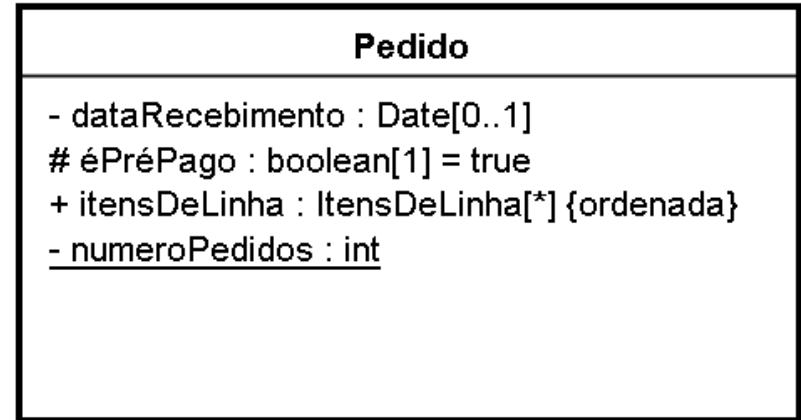 Pedido
- dataRecebimento : Date[0..1]
# éPréPago : boolean[1] = true
+ itensDeLinha : ItensDeLinha[*] {ordenada}
- numeroPedidos : int